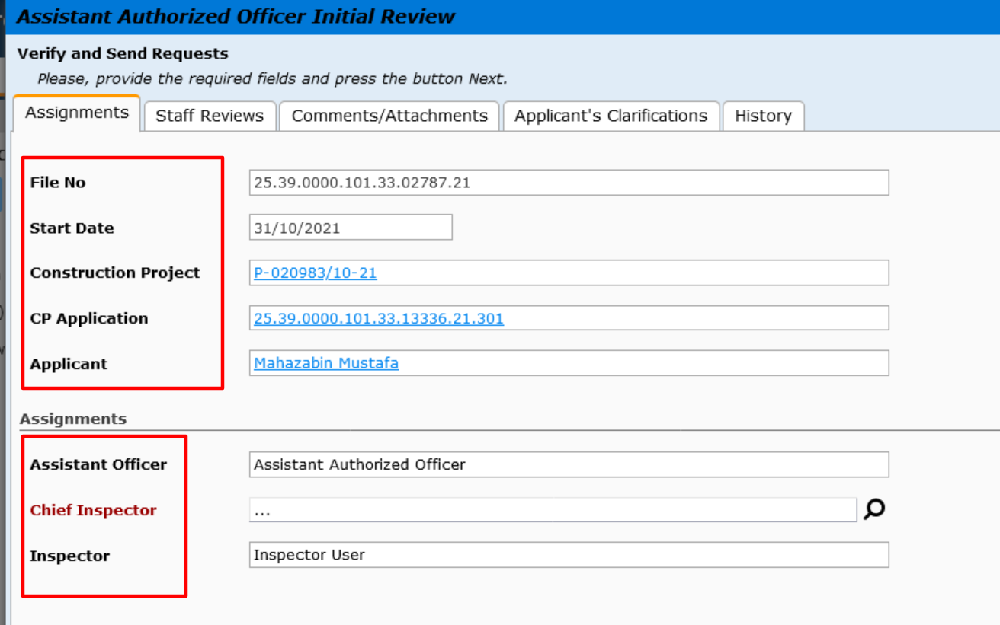 Assistant Authorized Officer Initial Review
Verify and Send Requests
Please, provide the required fields and press the button Next.
Assignments Staff Reviews Comments/Attachments Applicant's Clarifications History
File No 25.39.0000.101.33.02787.21
Start Date 31/10/2021
Construction Project P-020983/10-21
CP Application 25.39.0000.101.33.13336.21.301
Applicant Mahazabin Mustafa
Assignments
Assistant Officer Assistant Authorized Officer
Chief Inspector ...
Inspector Inspector User